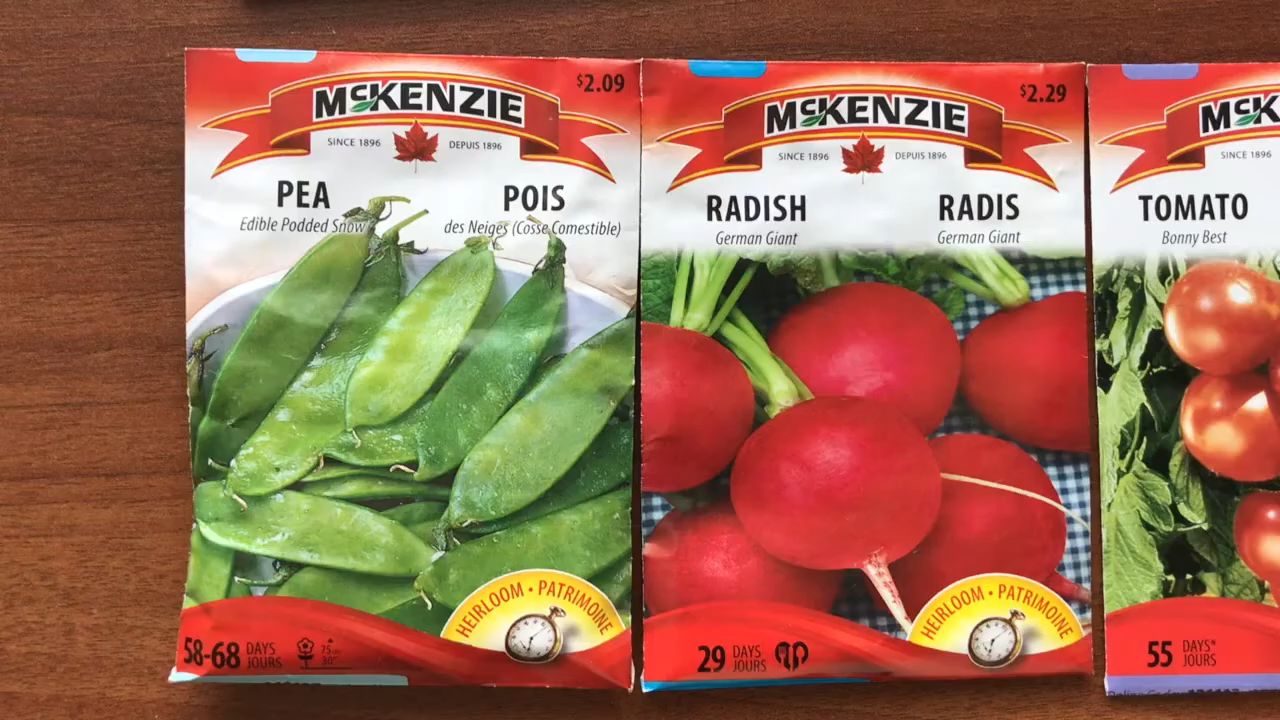 $2.09
McKENZIE
SINCE 1896 DEPUIS 1896
PEA POIS
Edible Podded Snow des Neiges (Cosse Comestible)
HEIRLOOM • PATRIMOINE
58-68 DAYS
JOURS
$2.29
McKENZIE
SINCE 1896 DEPUIS 1896
RADISH RADIS
German Giant German Giant
HEIRLOOM • PATRIMOINE
29 DAYS
JOURS
McK
SINCE 1896
TOMATO
Bonny Best
55 DAYS*
JOURS